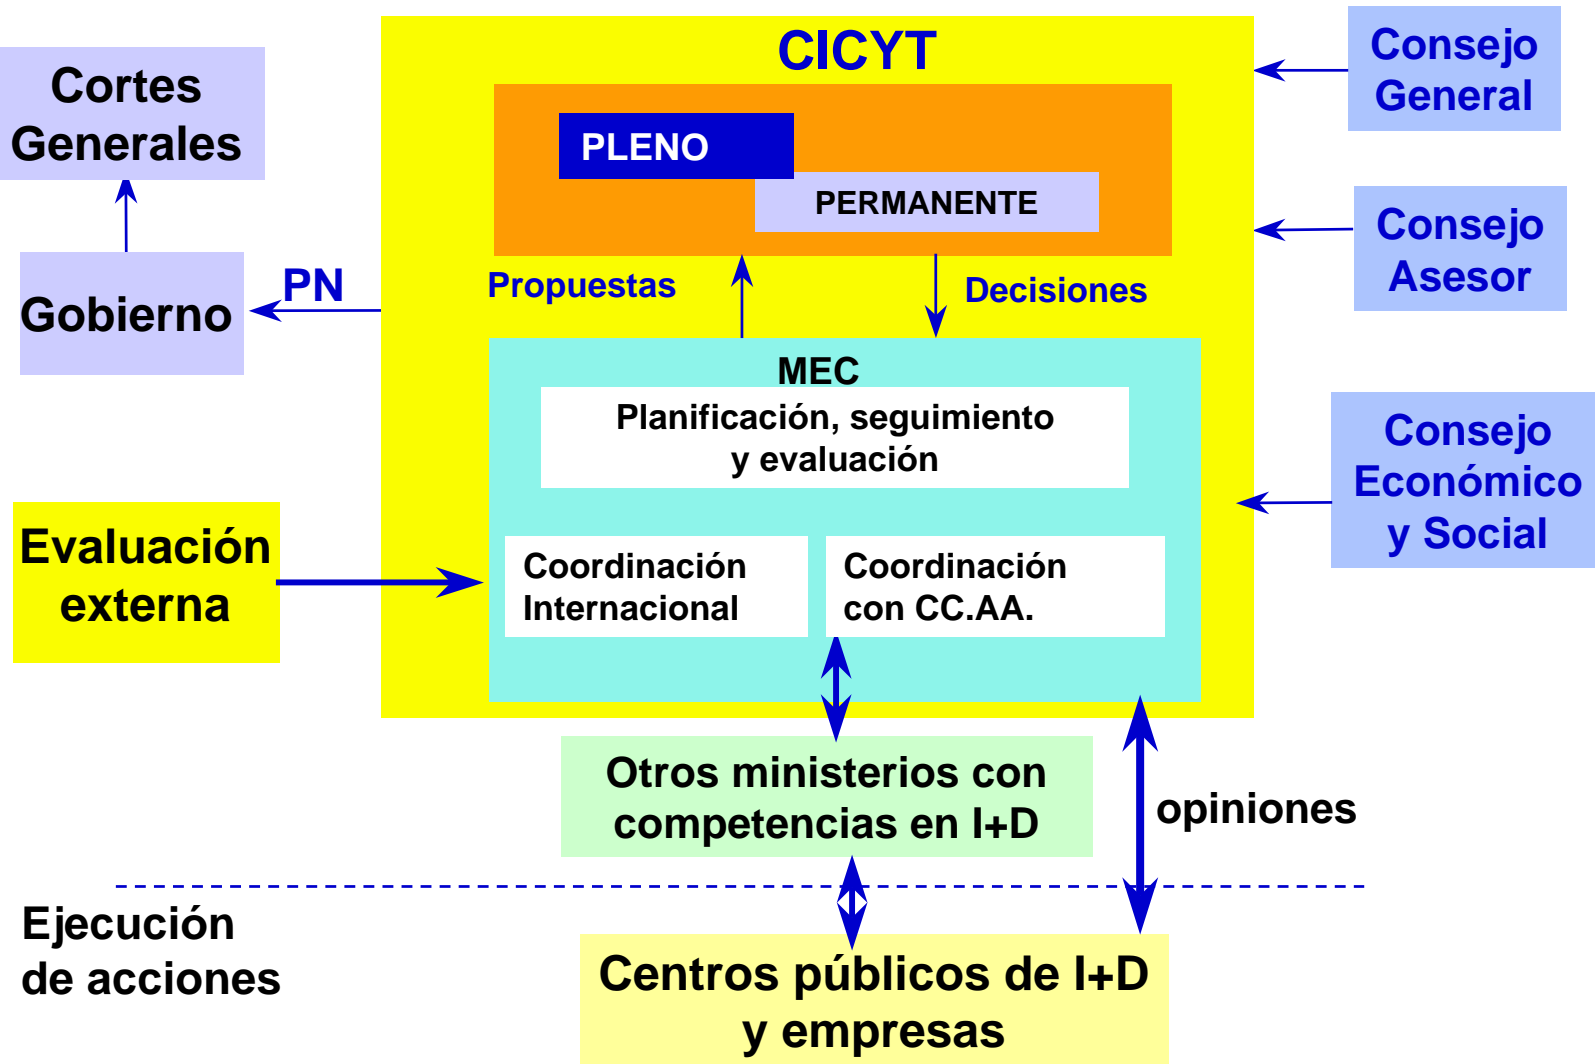 CICYT
Consejo
General
Cortes
Generales
PLENO
PERMANENTE
Consejo
Asesor
Gobierno
PN
Propuestas
Decisiones
MEC
Planificación, seguimiento
y evaluación
Consejo
Económico
y Social
Evaluación
externa
Coordinación
Internacional
Coordinación
con CC.AA.
Otros ministerios con
competencias en I+D
opiniones
Ejecución
de acciones
Centros públicos de I+D
y empresas